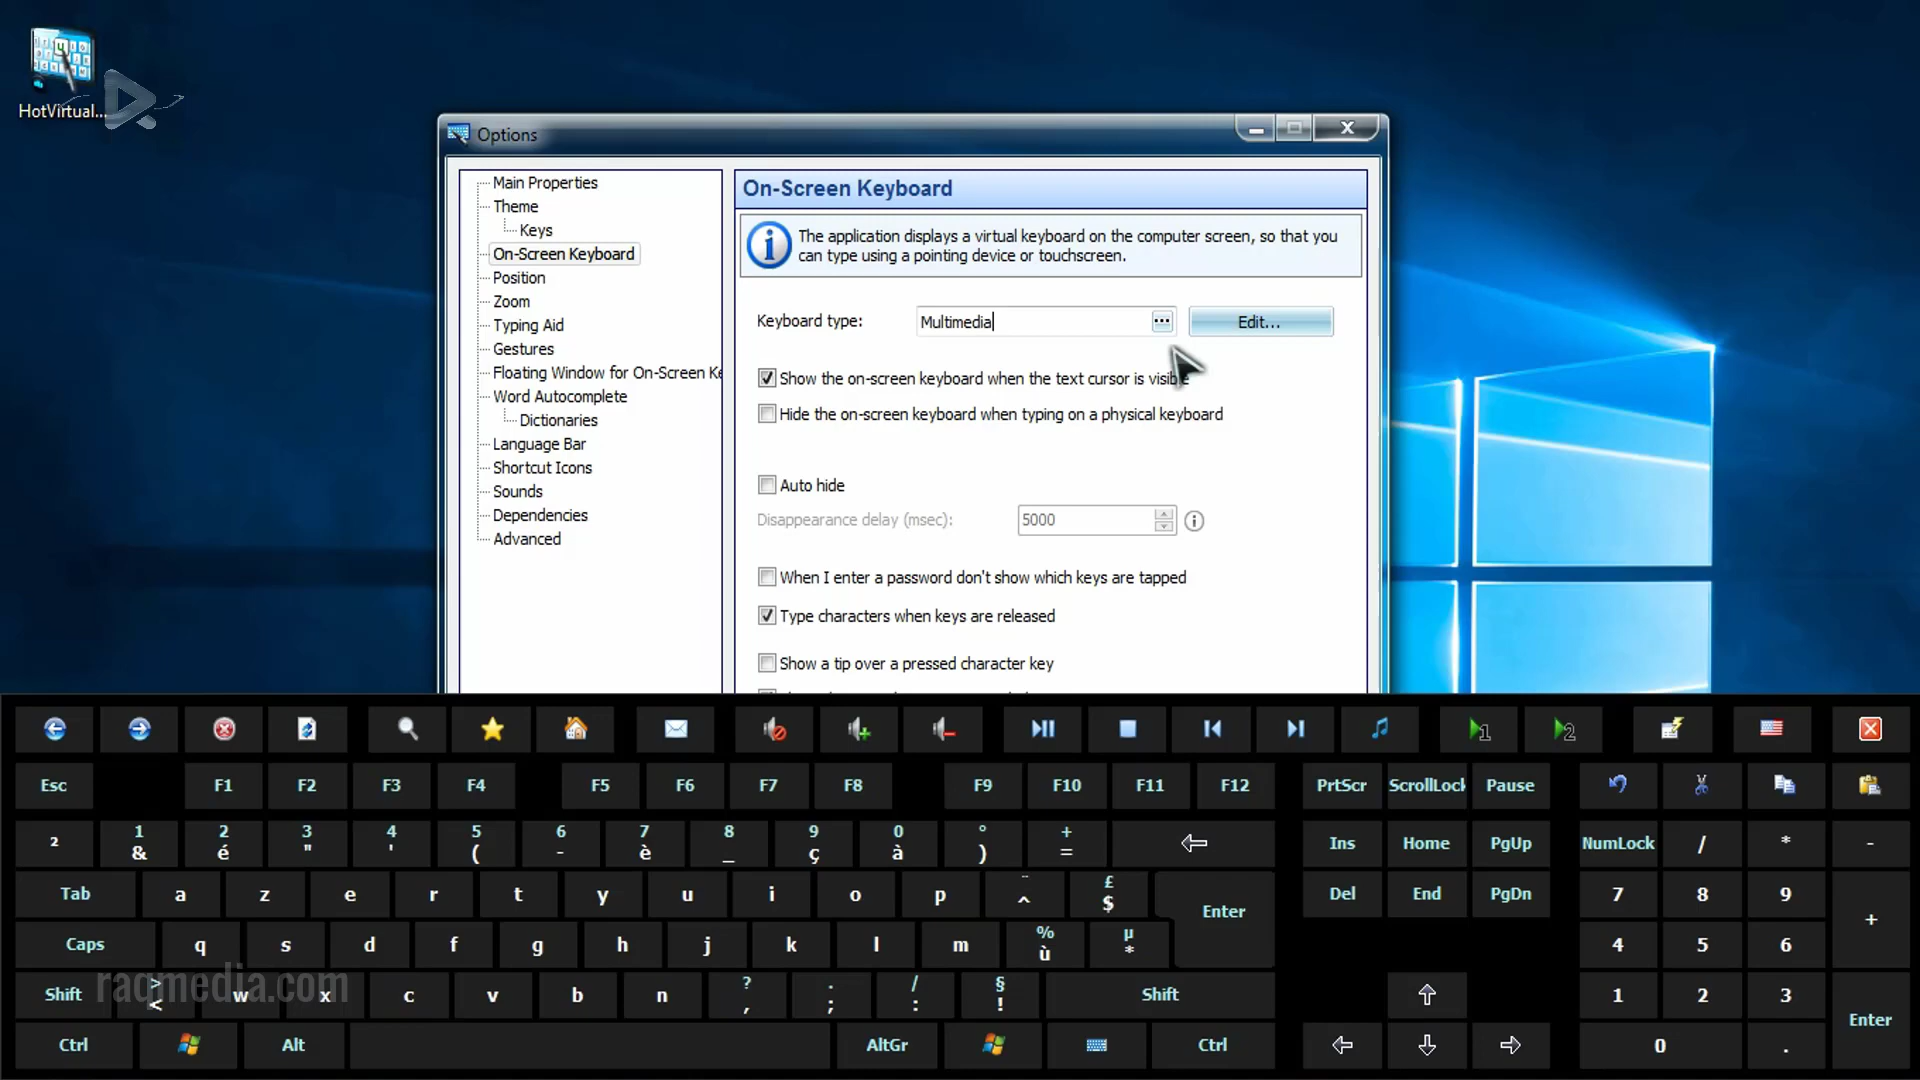 HotVirtual...
Options
Main Properties
Theme
Keys
On-Screen Keyboard
Position
Zoom
Typing Aid
Gestures
Floating Window for On-Screen Ke
Word Autocomplete
Dictionaries
Language Bar
Shortcut Icons
Sounds
Dependencies
Advanced
On-Screen Keyboard
The application displays a virtual keyboard on the computer screen, so that you
can type using a pointing device or touchscreen.
Keyboard type: Multimedia ... Edit...
Show the on-screen keyboard when the text cursor is visible
Hide the on-screen keyboard when typing on a physical keyboard
Auto hide
Disappearance delay (msec): 5000
When I enter a password don't show which keys are tapped
Type characters when keys are released
Show a tip over a pressed character key
1 2
Esc F1 F2 F3 F4 F5 F6 F7 F8 F9 F10 F11 F12 PrtScr ScrollLock Pause
1 2 3 4 5 6 7 8 9 0 ° +
² & é " ' ( - è _ ç à ) = Ins Home PgUp NumLock / * -
¨ £
Tab a z e r t y u i o p ^ $ Enter Del End PgDn 7 8 9 +
% µ
Caps q s d f g h j k l m ù * 4 5 6
> ? . / §
Shift < w x c v b n , ; : ! Shift 1 2 3 Enter
raqmedia.com
Ctrl Alt AltGr Ctrl 0 .